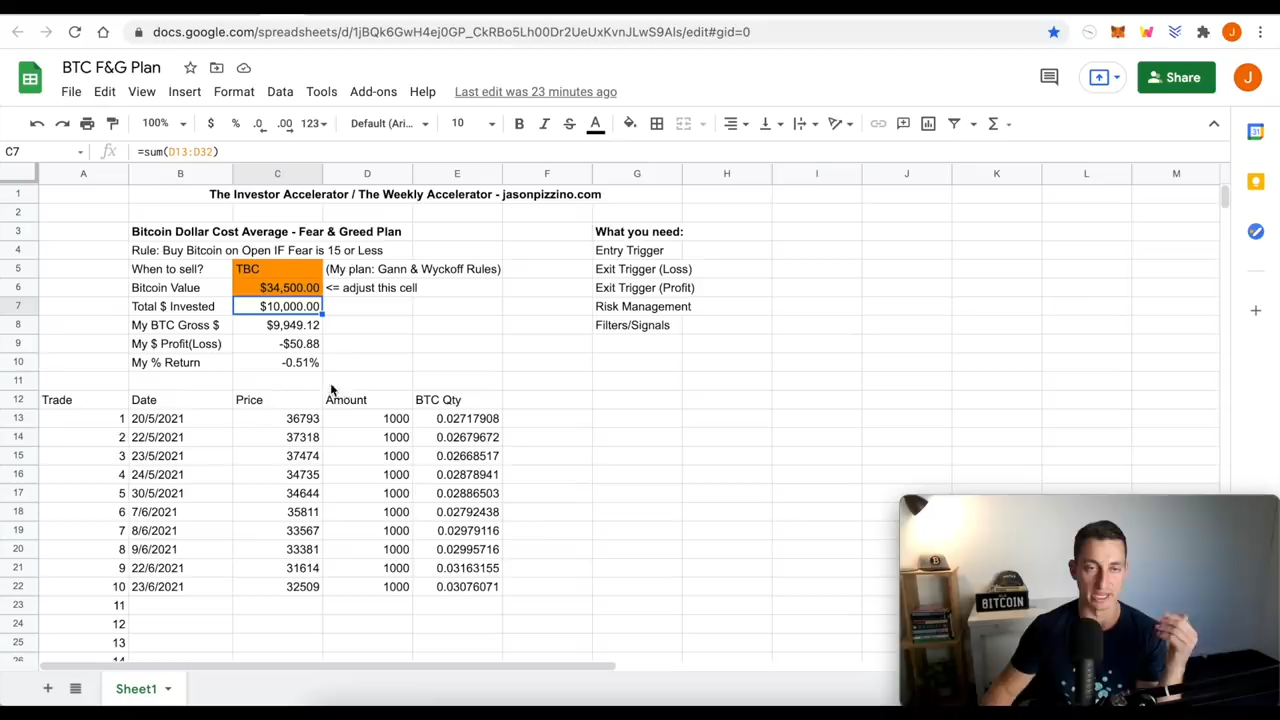 docs.google.com/spreadsheets/d/1jBQk6GwH4ej0GP_CkRBo5Lh00Dr2UeUxKvnJLwS9AIs/edit#gid=0
J
BTC F&G Plan
File Edit View Insert Format Data Tools Add-ons Help Last edit was 23 minutes ago
Share
J
100% $ % .0 .00 123 Default (Ari... 10 B I S A
C7 fx =sum(D13:D32)
A B C D E F G H I J K L M
1 The Investor Accelerator / The Weekly Accelerator - jasonpizzino.com
2
3 Bitcoin Dollar Cost Average - Fear & Greed Plan What you need:
4 Rule: Buy Bitcoin on Open IF Fear is 15 or Less Entry Trigger
5 When to sell? TBC (My plan: Gann & Wyckoff Rules) Exit Trigger (Loss)
6 Bitcoin Value $34,500.00 <= adjust this cell Exit Trigger (Profit)
7 Total $ Invested $10,000.00 Risk Management
8 My BTC Gross $ $9,949.12 Filters/Signals
9 My $ Profit(Loss) -$50.88
10 My % Return -0.51%
11
12 Trade Date Price Amount BTC Qty
13 1 20/5/2021 36793 1000 0.02717908
14 2 22/5/2021 37318 1000 0.02679672
15 3 23/5/2021 37474 1000 0.02668517
16 4 24/5/2021 34735 1000 0.02878941
17 5 30/5/2021 34644 1000 0.02886503
18 6 7/6/2021 35811 1000 0.02792438
19 7 8/6/2021 33567 1000 0.02979116
20 8 9/6/2021 33381 1000 0.02995716
21 9 22/6/2021 31614 1000 0.03163155
22 10 23/6/2021 32509 1000 0.03076071
23 11
24 12
25 13
26 14
BITCOIN
Sheet1